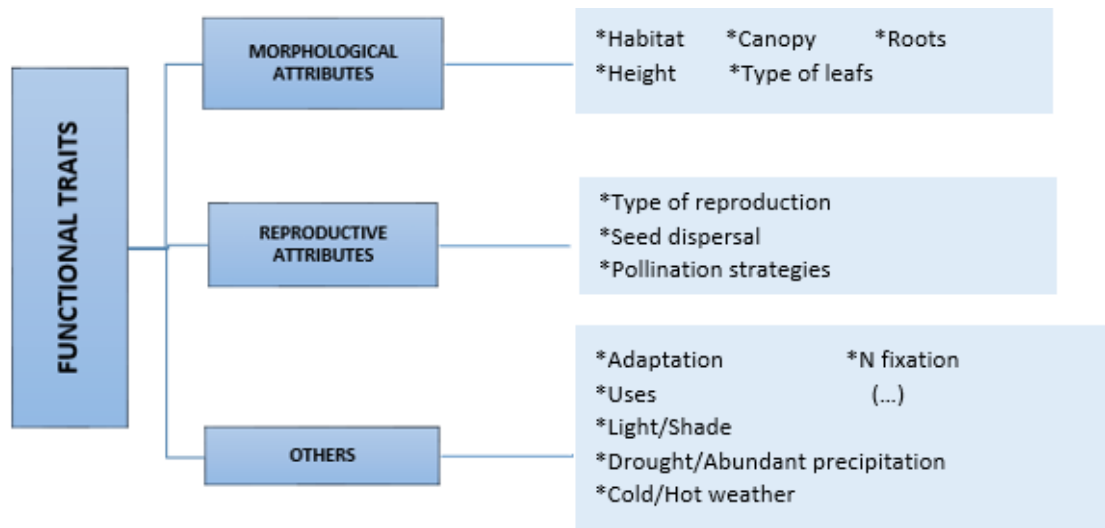 FUNCTIONAL TRAITS
MORPHOLOGICAL
ATTRIBUTES
*Habitat *Canopy *Roots
*Height *Type of leafs
REPRODUCTIVE
ATTRIBUTES
*Type of reproduction
*Seed dispersal
*Pollination strategies
OTHERS
*Adaptation *N fixation
*Uses (...)
*Light/Shade
*Drought/Abundant precipitation
*Cold/Hot weather